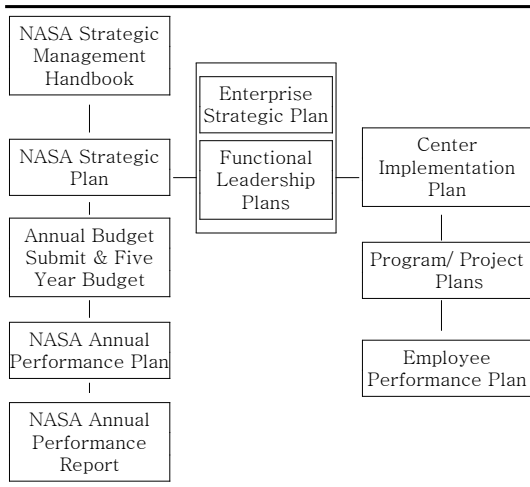 NASA Strategic
Management
Handbook
NASA Strategic
Plan
Annual Budget
Submit & Five
Year Budget
NASA Annual
Performance Plan
NASA Annual
Performance
Report
Enterprise
Strategic Plan
Functional
Leadership
Plans
Center
Implementation
Plan
Program/ Project
Plans
Employee
Performance Plan